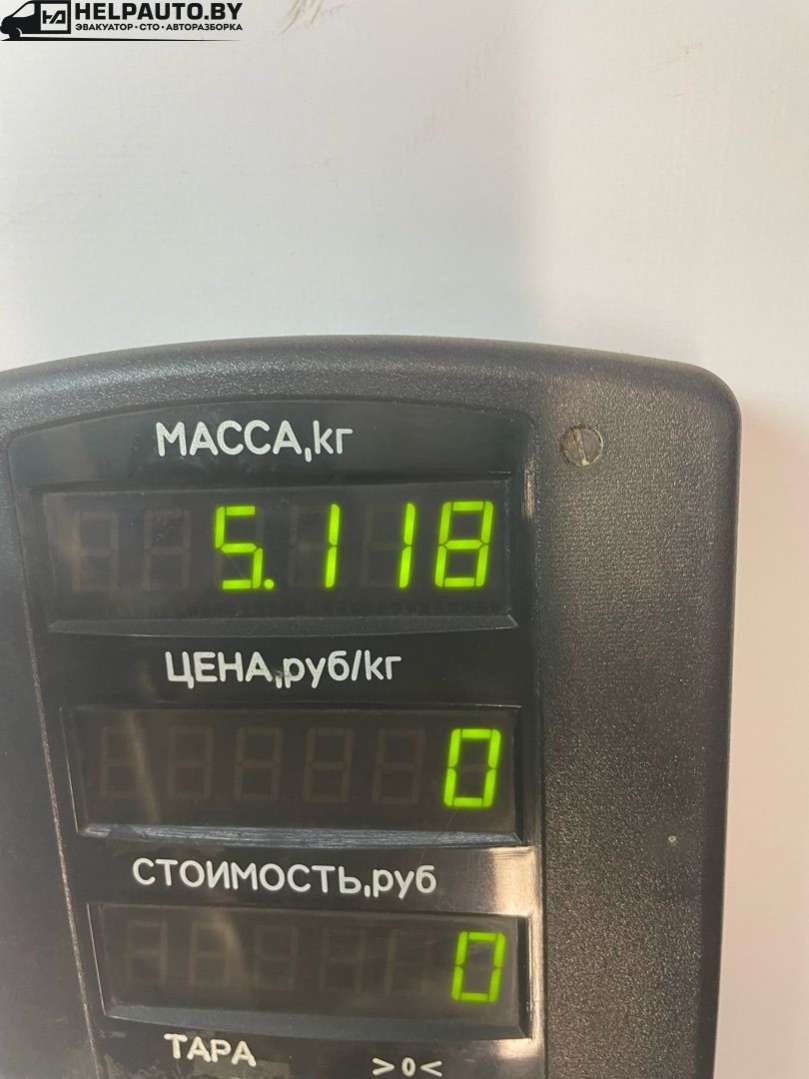 HELPAUTO.BY
ЭВАКУАТОР • СТО • АВТОРАЗБОРКА
МАССА,кг
5.118
ЦЕНА,руб/кг
0
СТОИМОСТЬ,руб
0
ТАРА >0<